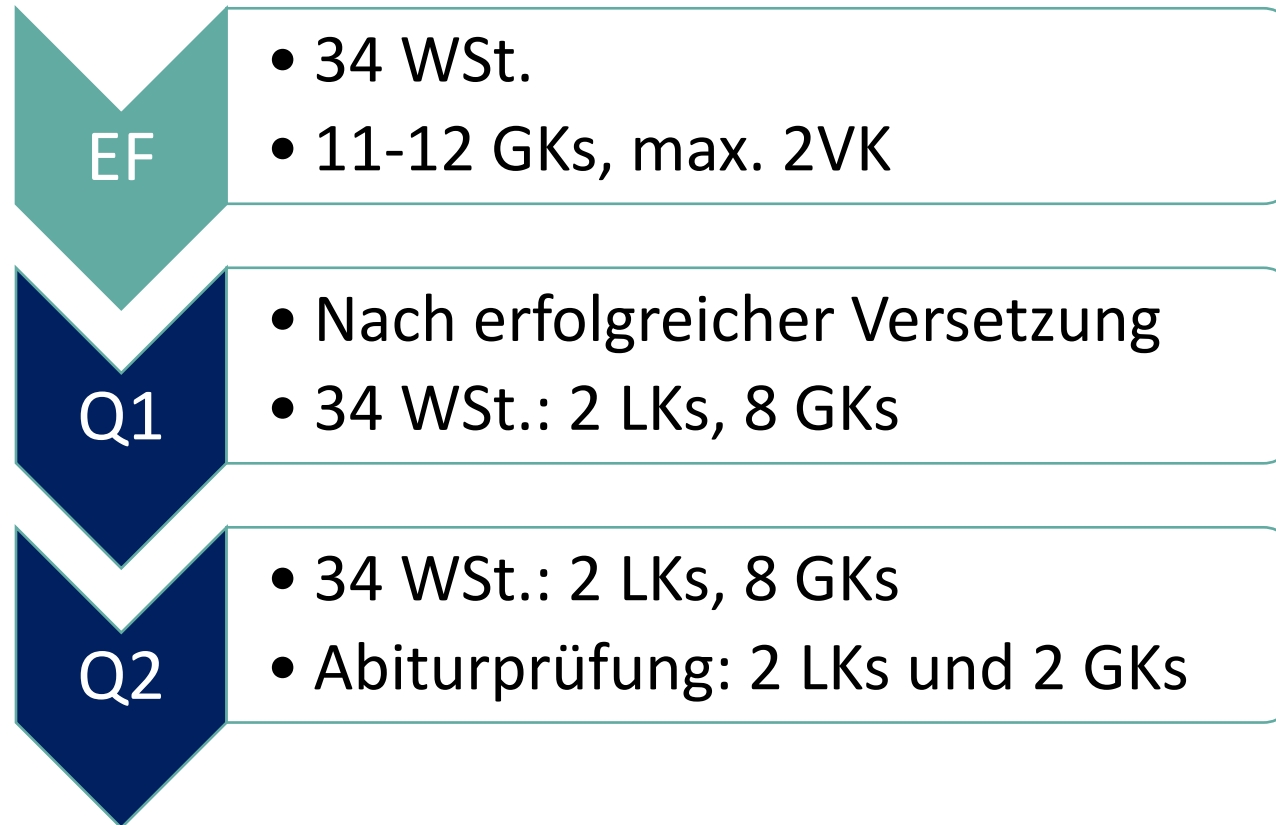 EF
• 34 WSt.
• 11-12 GKs, max. 2VK
Q1
• Nach erfolgreicher Versetzung
• 34 WSt.: 2 LKs, 8 GKs
Q2
• 34 WSt.: 2 LKs, 8 GKs
• Abiturprüfung: 2 LKs und 2 GKs